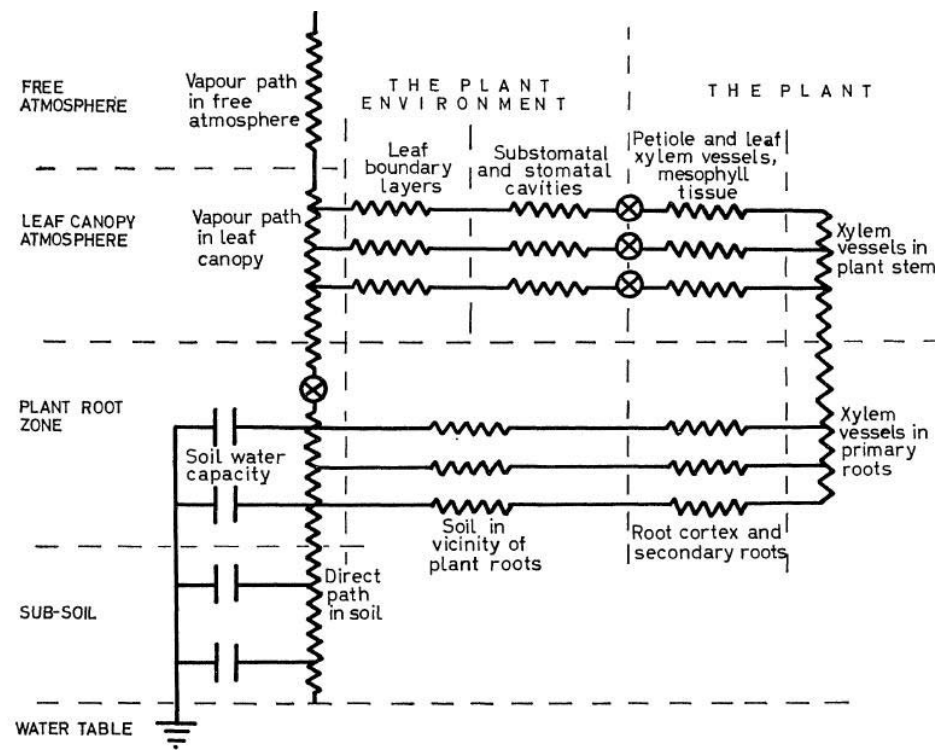 FREE
ATMOSPHERE
Vapour path
in free
atmosphere
THE PLANT
ENVIRONMENT
THE PLANT
Leaf
boundary
layers
Substomatal
and stomatal
cavities
Petiole and leaf
xylem vessels,
mesophyll
tissue
LEAF CANOPY
ATMOSPHERE
Vapour path
in leaf
canopy
Xylem
vessels in
plant stem
PLANT ROOT
ZONE
Soil water
capacity
Xylem
vessels in
primary
roots
Soil in
vicinity of
plant roots
Root cortex and
secondary roots
SUB-SOIL
Direct
path
in soil
WATER TABLE